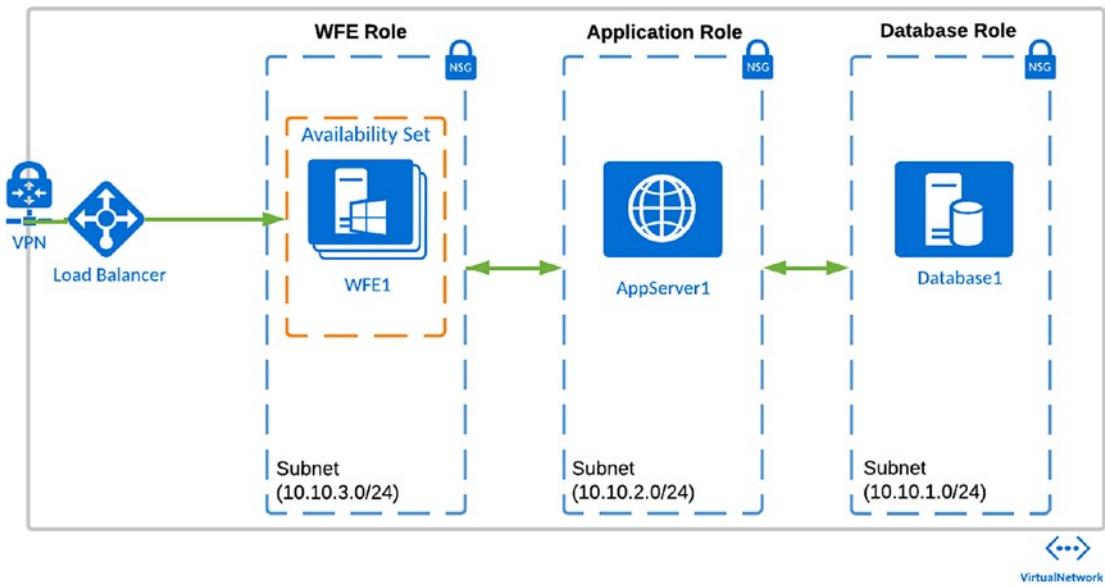 WFE Role
Application Role
Database Role
NSG
NSG
NSG
Availability Set
VPN
Load Balancer
WFE1
AppServer1
Database1
Subnet
(10.10.3.0/24)
Subnet
(10.10.2.0/24)
Subnet
(10.10.1.0/24)
VirtualNetwork